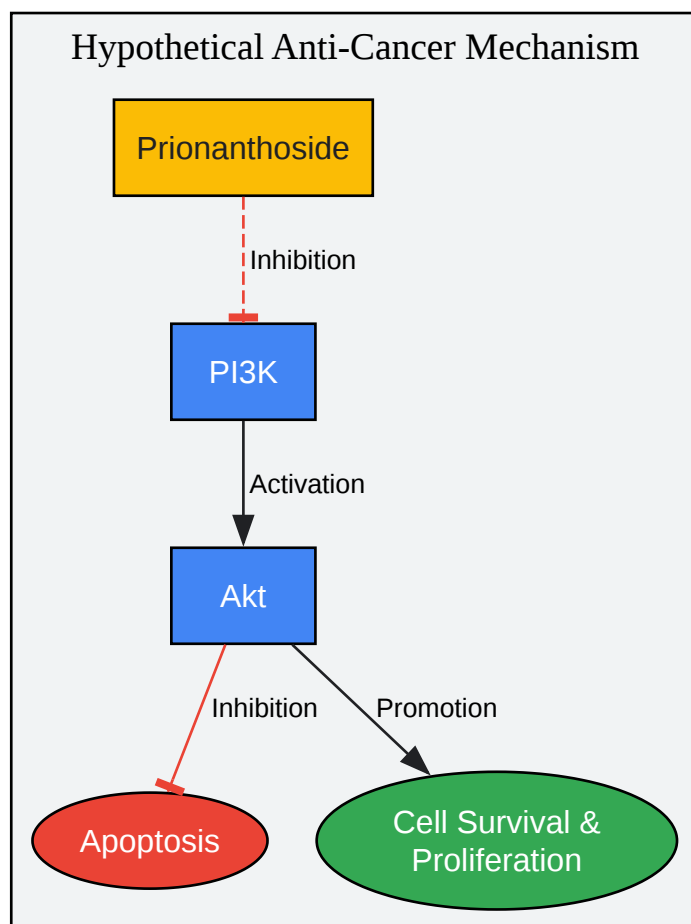 Hypothetical Anti-Cancer Mechanism
Prionanthoside
Inhibition
PI3K
Activation
Akt
Inhibition
Promotion
Apoptosis
Cell Survival &
Proliferation